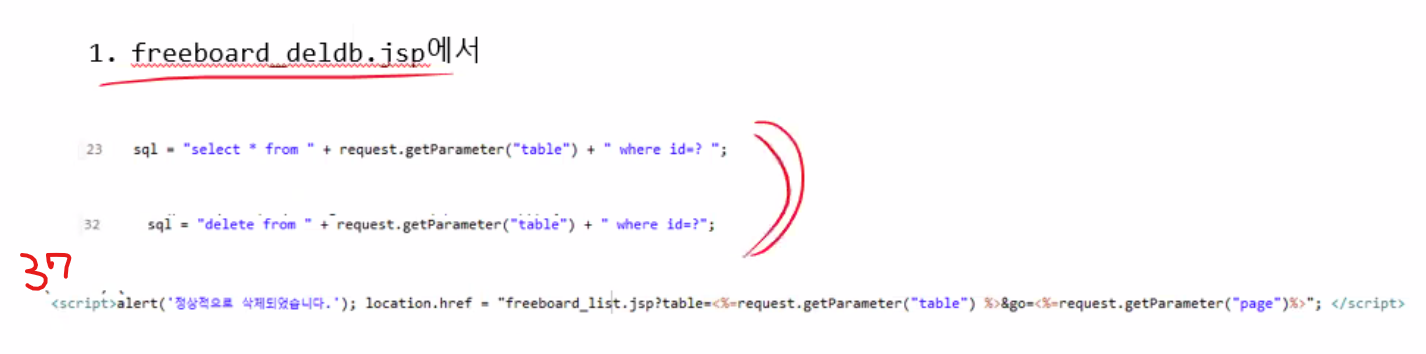 1. freeboard_deldb.jsp에서
23 sql = "select * from " + request.getParameter("table") + " where id=? ";
32 sql = "delete from " + request.getParameter("table") + " where id=?";
37
<script>alert('정상적으로 삭제되었습니다.'); location.href = "freeboard_list.jsp?table=<%=request.getParameter("table") %>&go=<%=request.getParameter("page")%>"; </script>